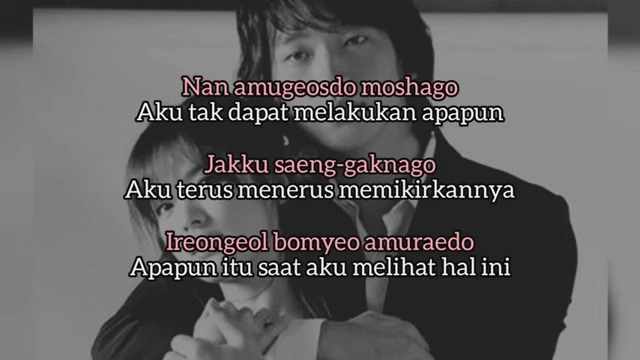 Nan amugeosdo moshago
Aku tak dapat melakukan apapun
Jakku saeng-gaknago
Aku terus menerus memikirkannya
Ireongeol bomyeo amuraedo
Apapun itu saat aku melihat hal ini